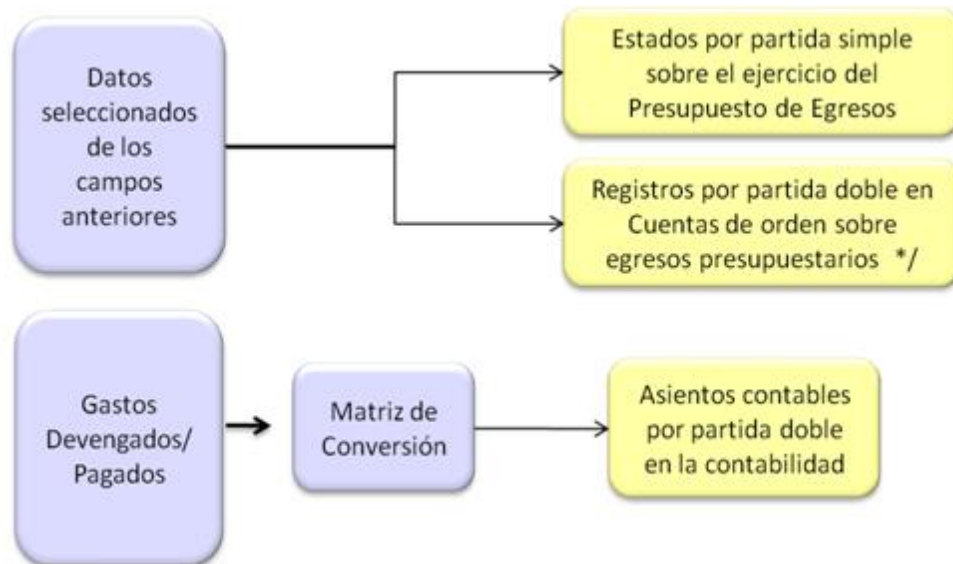 Datos
seleccionados
de los
campos
anteriores
Estados por partida simple
sobre el ejercicio del
Presupuesto de Egresos
Registros por partida doble en
Cuentas de orden sobre
egresos presupuestarios */
Gastos
Devengados/
Pagados
Matriz de
Conversión
Asientos contables
por partida doble
en la contabilidad